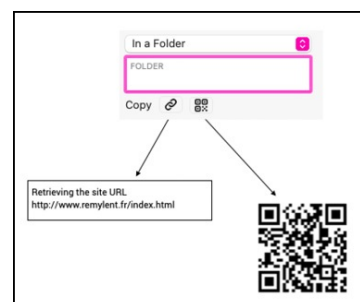 In a Folder
FOLDER
Copy
Retrieving the site URL
http://www.remylent.fr/index.html